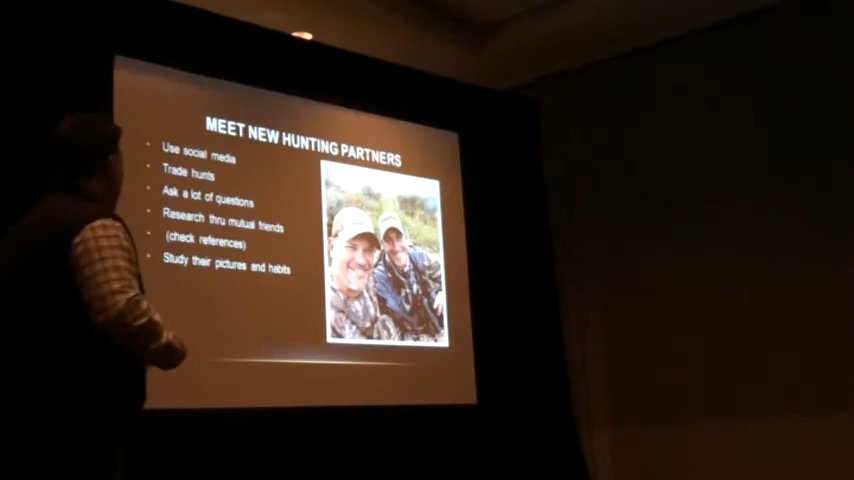 MEET NEW HUNTING PARTNERS
• Use social media
• Trade hunts
• Ask a lot of questions
• Research thru mutual friends
• (check references)
• Study their pictures and habits